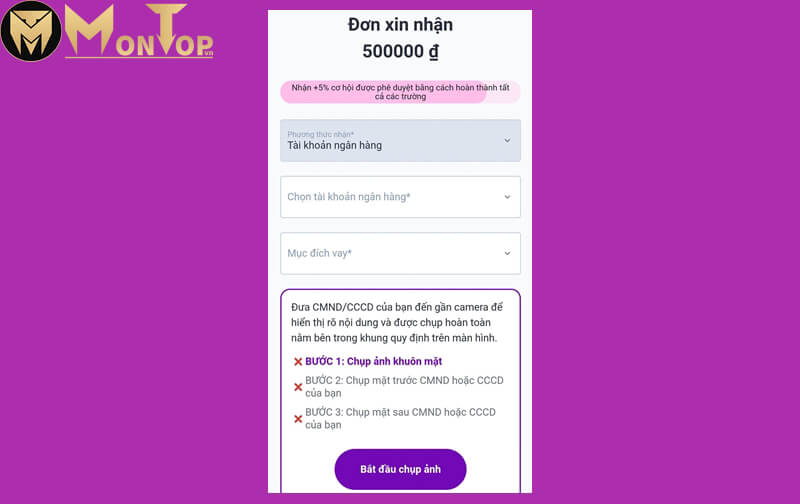 MONTOP.vn
Đơn xin nhận
500000 ₫
Nhận +5% cơ hội được phê duyệt bằng cách hoàn thành tất
cả các trường
Phương thức nhận*
Tài khoản ngân hàng
Chọn tài khoản ngân hàng*
Mục đích vay*
Đưa CMND/CCCD của bạn đến gần camera để
hiển thị rõ nội dung và được chụp hoàn toàn
nằm bên trong khung quy định trên màn hình.
BƯỚC 1: Chụp ảnh khuôn mặt
BƯỚC 2: Chụp mặt trước CMND hoặc CCCD
của bạn
BƯỚC 3: Chụp mặt sau CMND hoặc CCCD
của bạn
Bắt đầu chụp ảnh